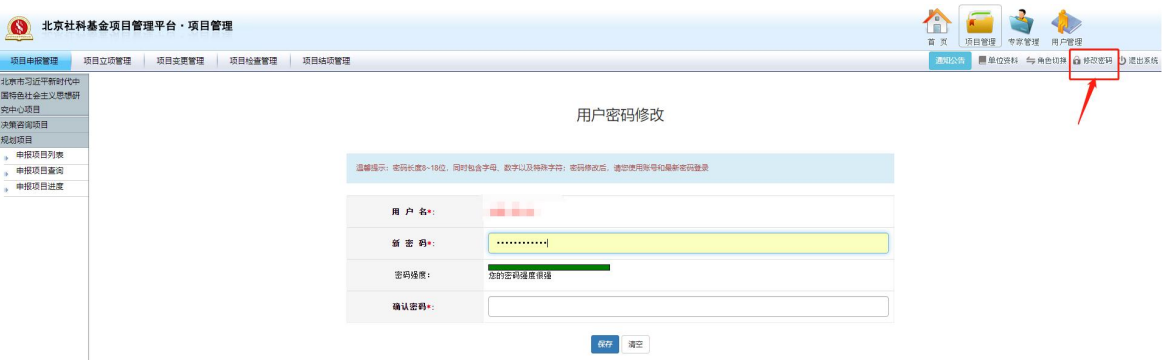 北京社科基金项目管理平台·项目管理
首 页 项目管理 专家管理 用户管理
项目申报管理 项目立项管理 项目变更管理 项目检查管理 项目结项管理
通知公告 单位资料 角色切换 修改密码 退出系统
北京市习近平新时代中
国特色社会主义思想研
究中心项目
决策咨询项目
规划项目
申报项目列表
申报项目查询
申报项目进度
用户密码修改
温馨提示：密码长度8~18位，同时包含字母、数字以及特殊字符；密码修改后，请您使用账号和最新密码登录
用 户 名*:
新 密 码*: ············
密码强度:
您的密码强度很强
确认密码*:
保存 清空